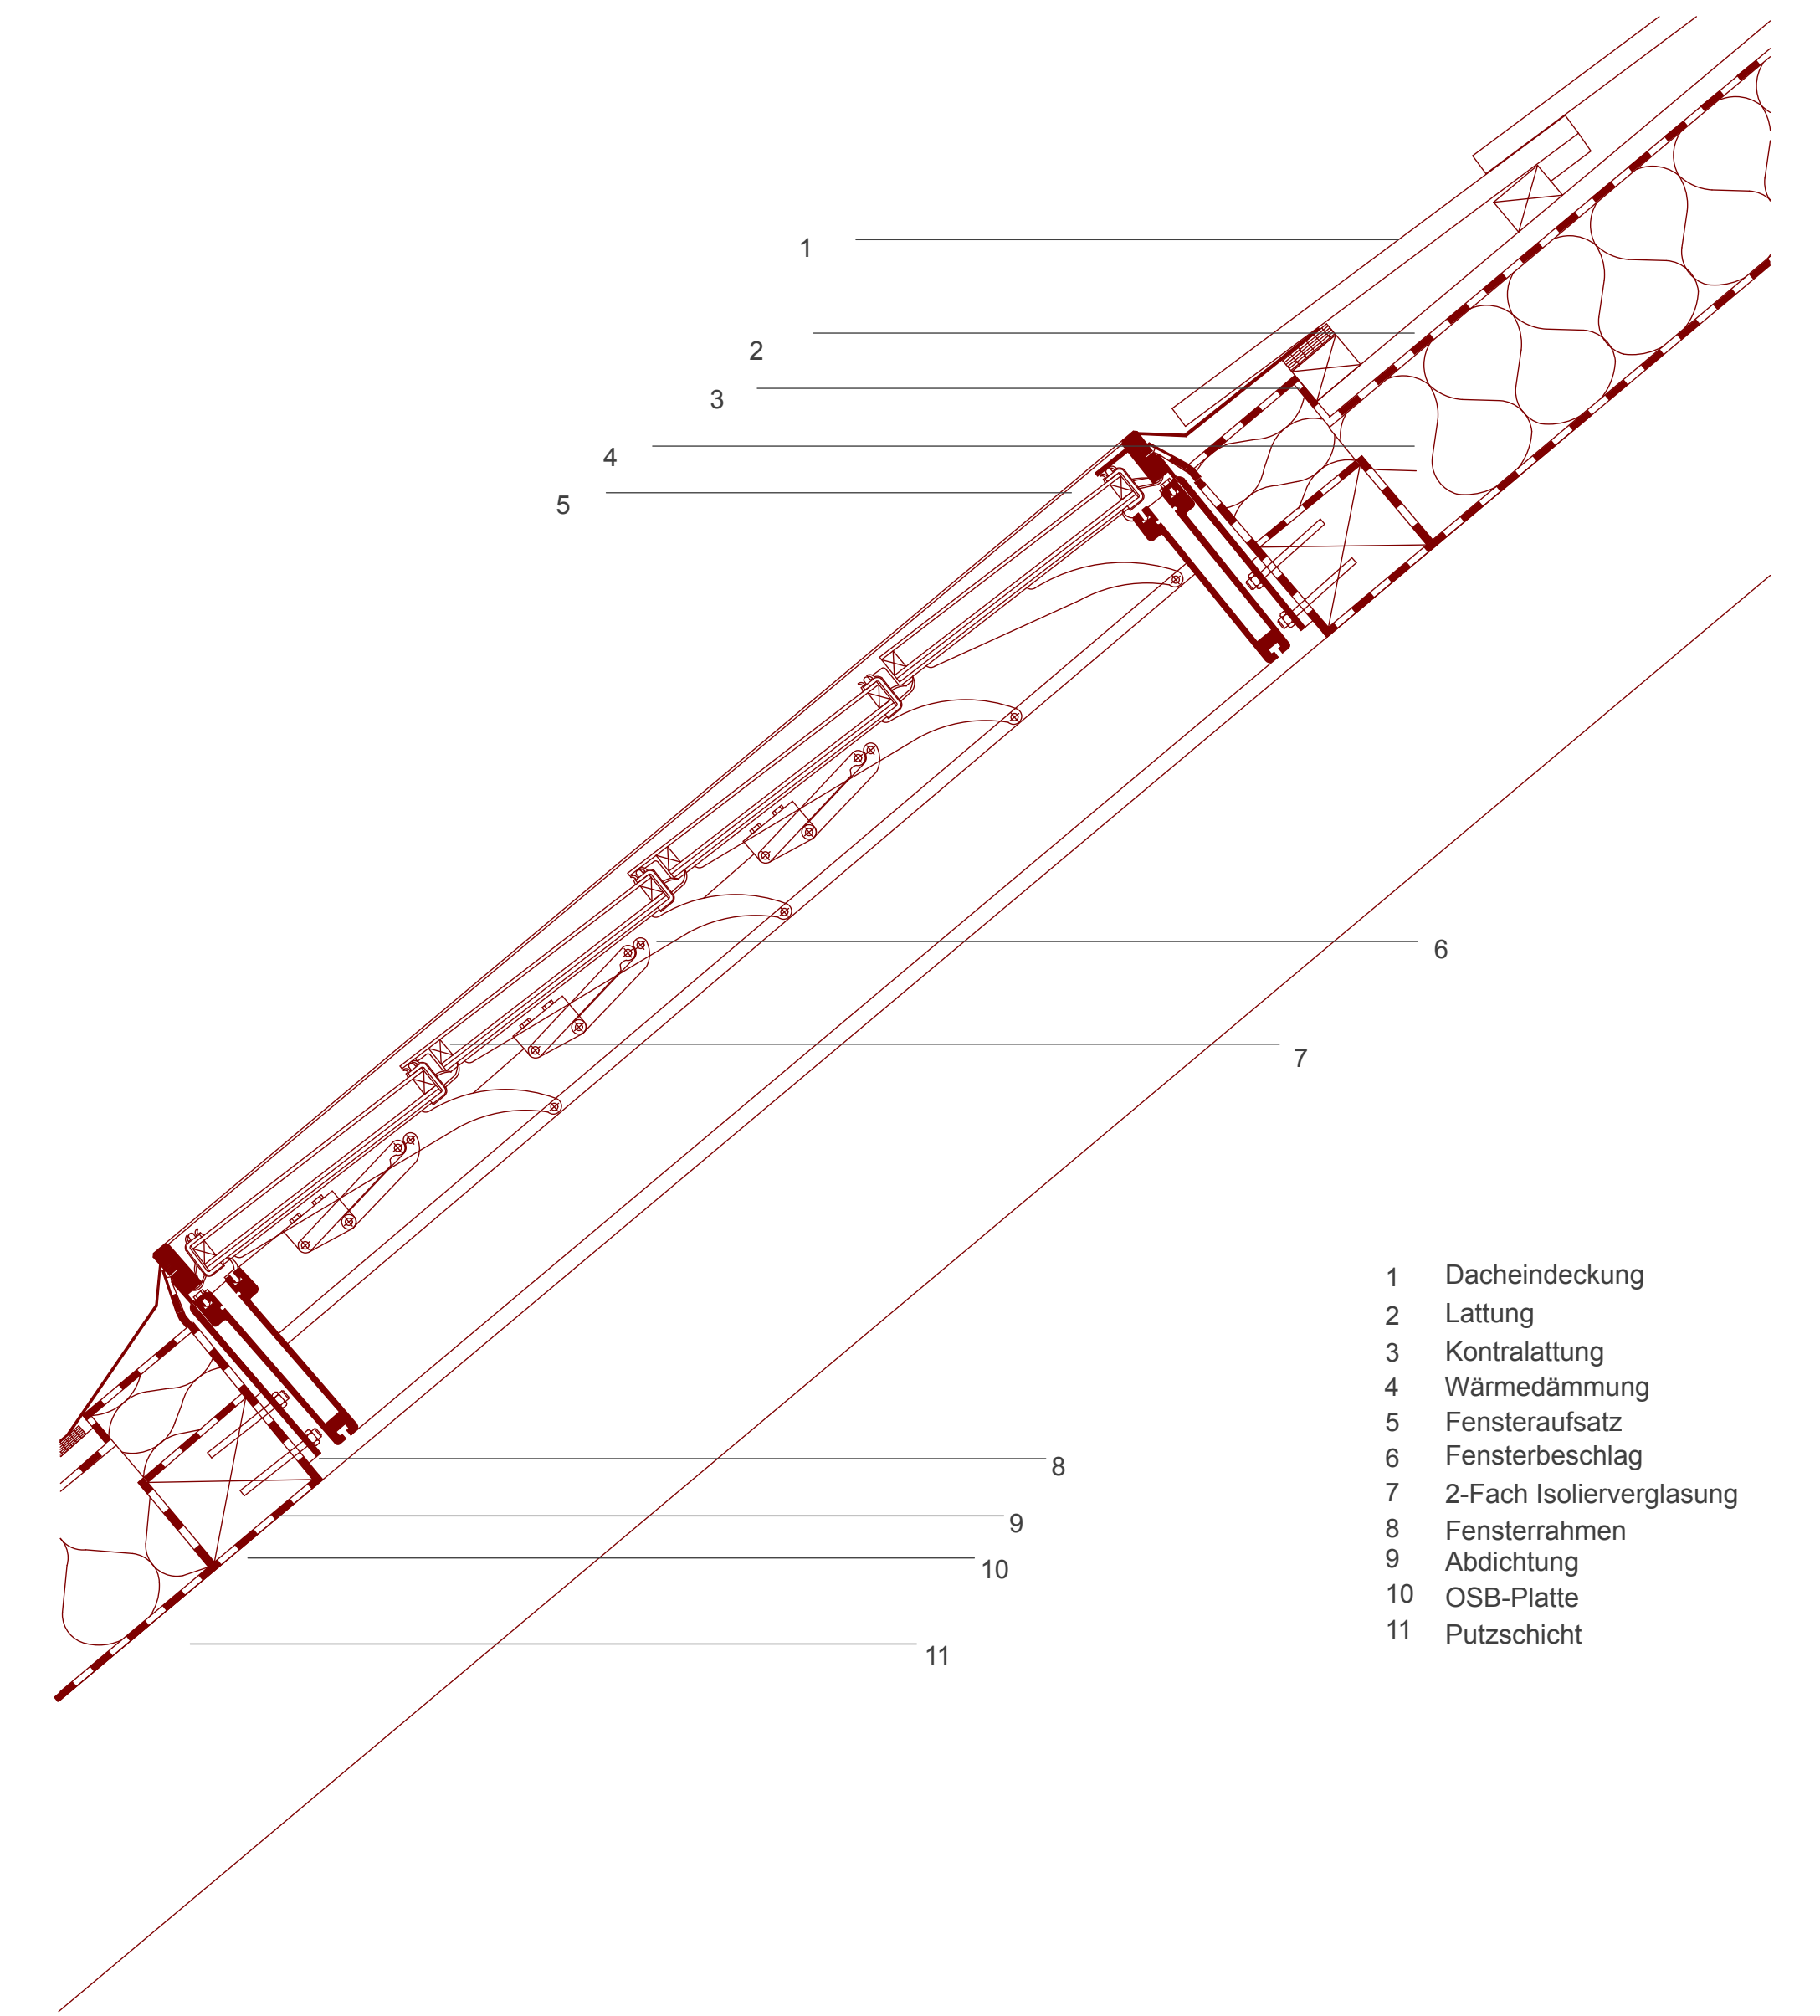 1
2
3
4
5
6
7
8
9
10
11
1 Dacheindeckung
2 Lattung
3 Kontralattung
4 Wärmedämmung
5 Fensteraufsatz
6 Fensterbeschlag
7 2-Fach Isolierverglasung
8 Fensterrahmen
9 Abdichtung
10 OSB-Platte
11 Putzschicht